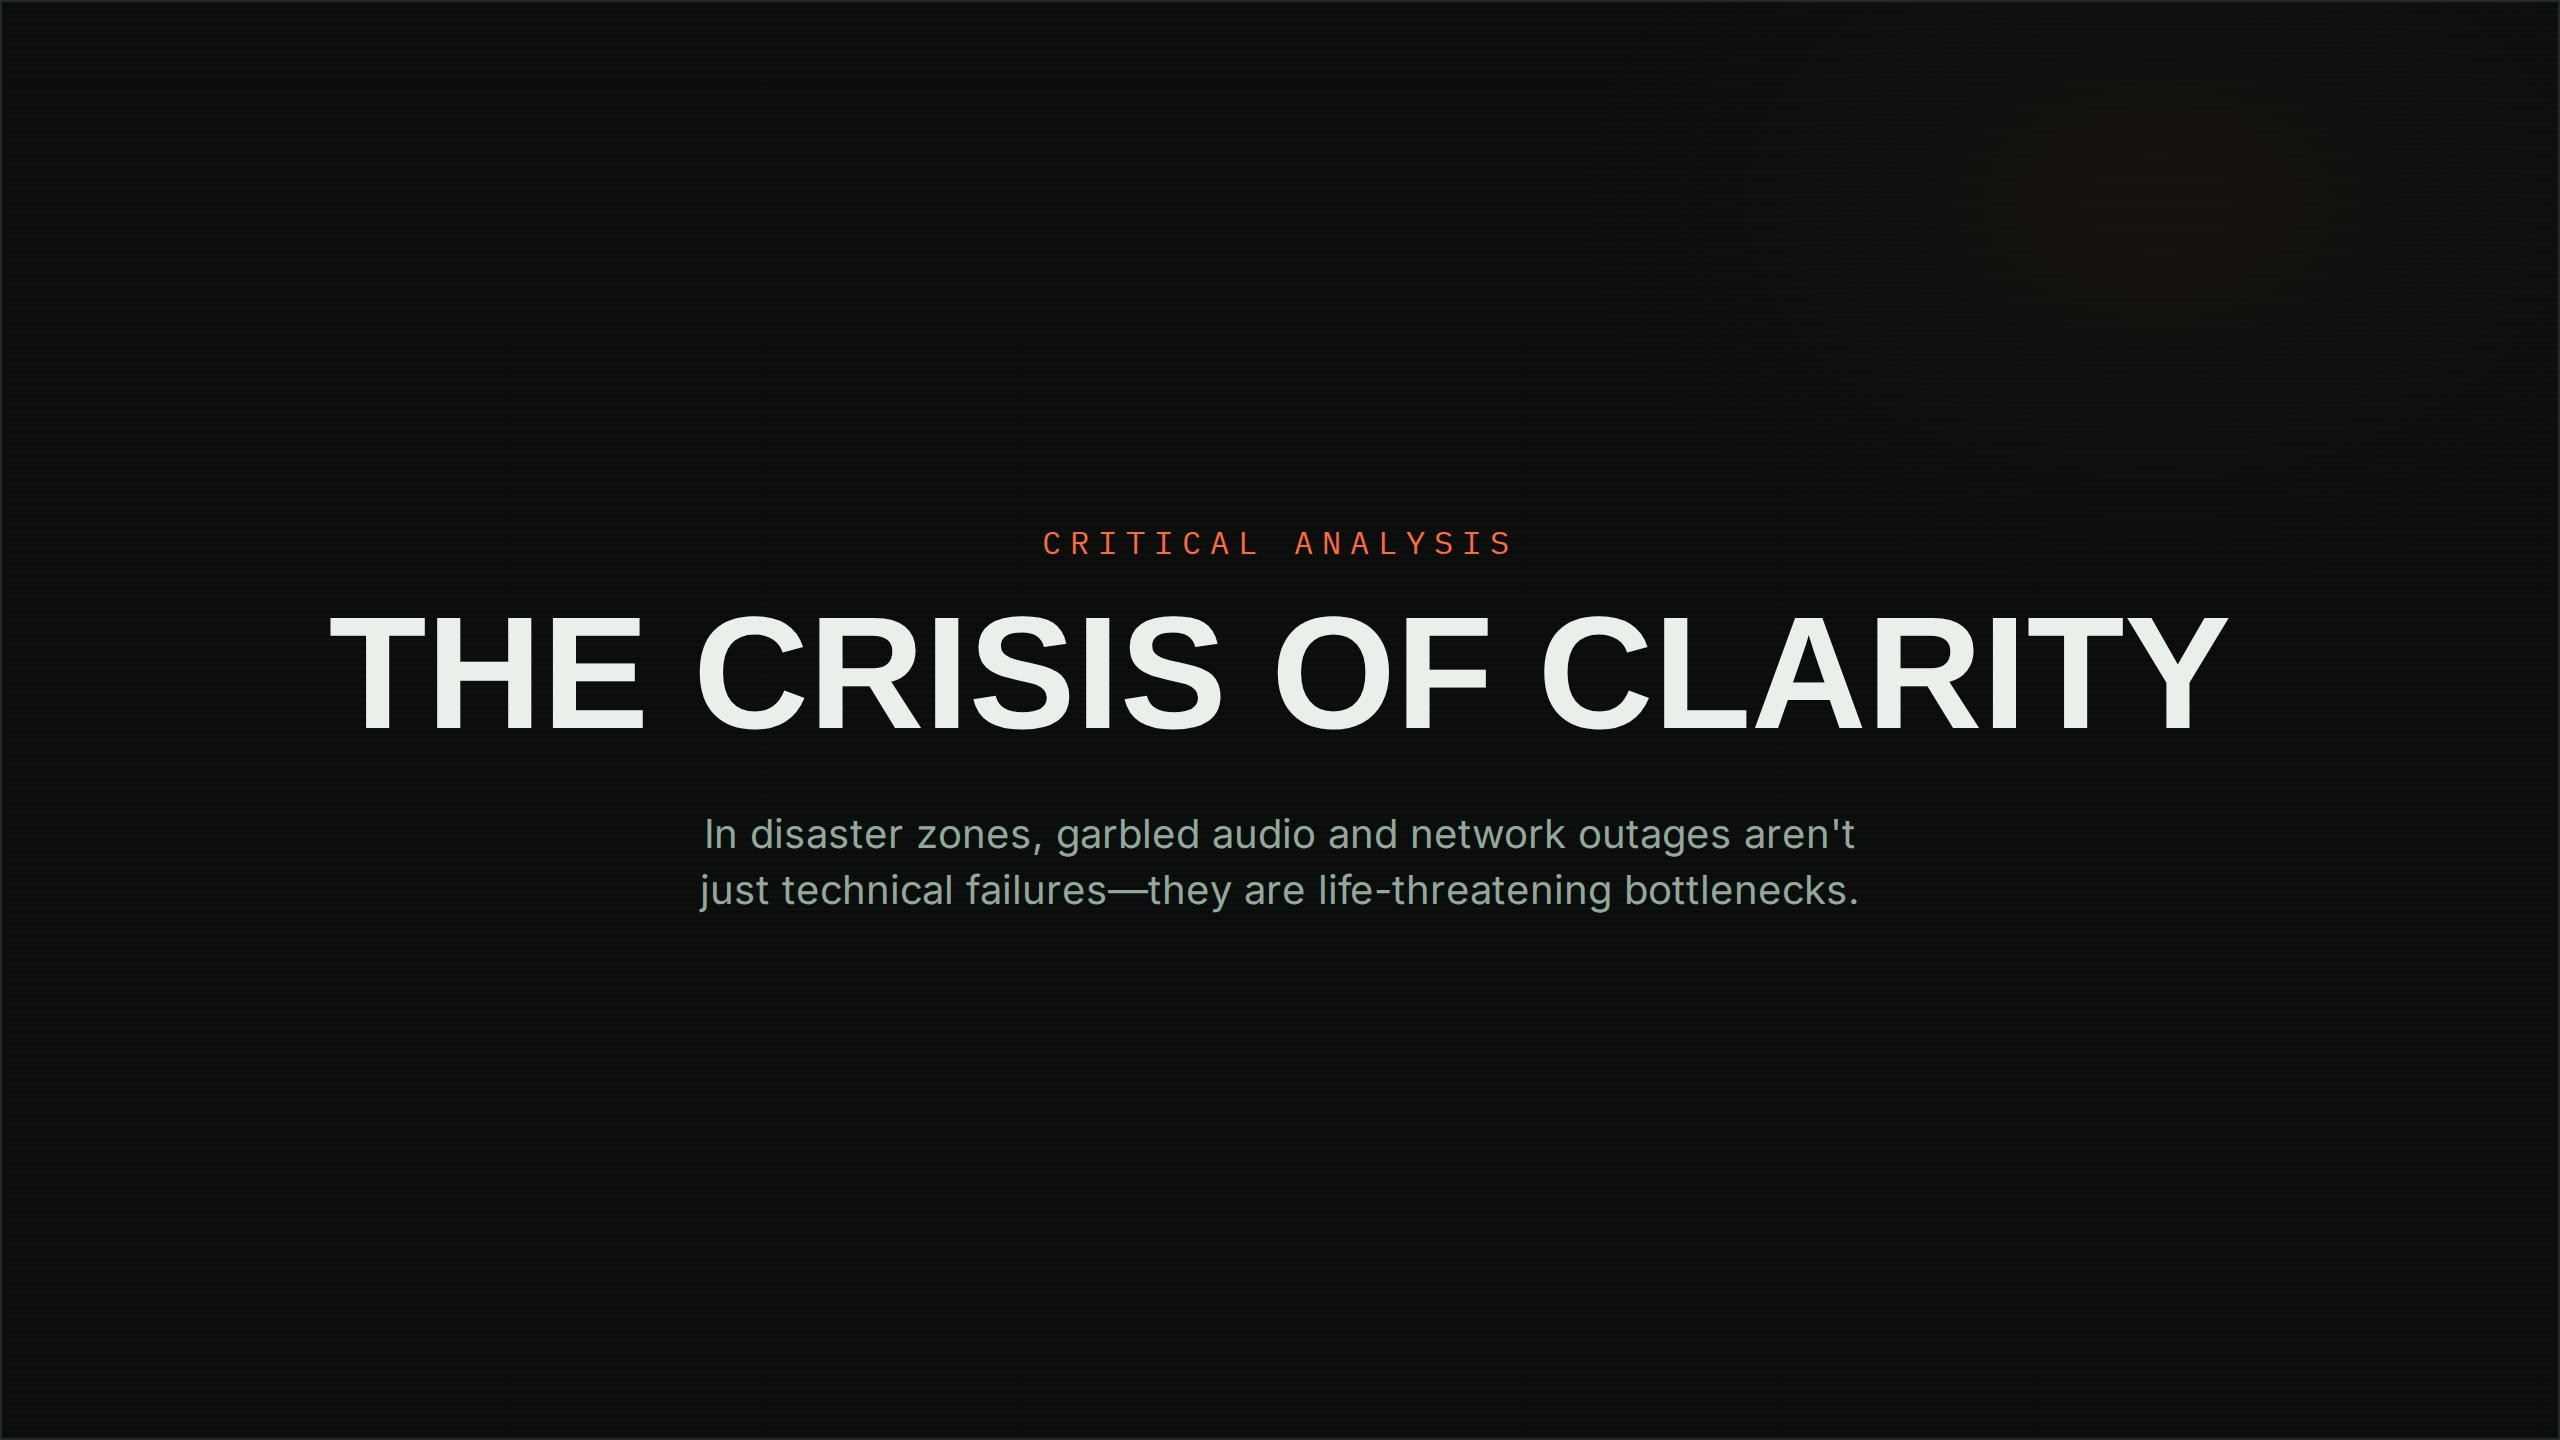 CRITICAL ANALYSIS
THE CRISIS OF CLARITY
In disaster zones, garbled audio and network outages aren't
just technical failures—they are life-threatening bottlenecks.